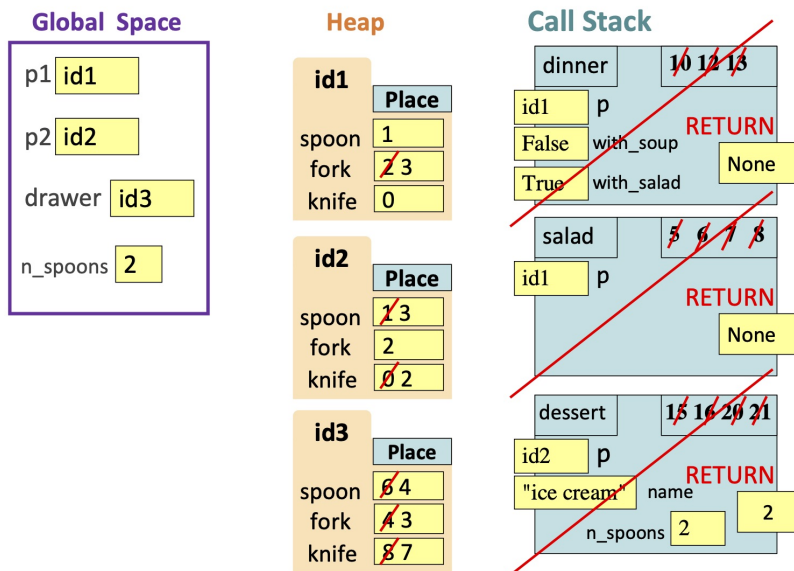 Global Space
p1 id1
p2 id2
drawer id3
n_spoons 2
Heap
id1
Place
spoon 1
fork 2 3
knife 0
id2
Place
spoon 1 3
fork 2
knife 0 2
id3
Place
spoon 6 4
fork 4 3
knife 8 7
Call Stack
dinner 10 12 13
id1 p
RETURN
False with_soup
None
True with_salad
salad 5 6 7 8
id1 p
RETURN
None
dessert 15 16 20 21
id2 p
RETURN
"ice cream" name
2
n_spoons 2